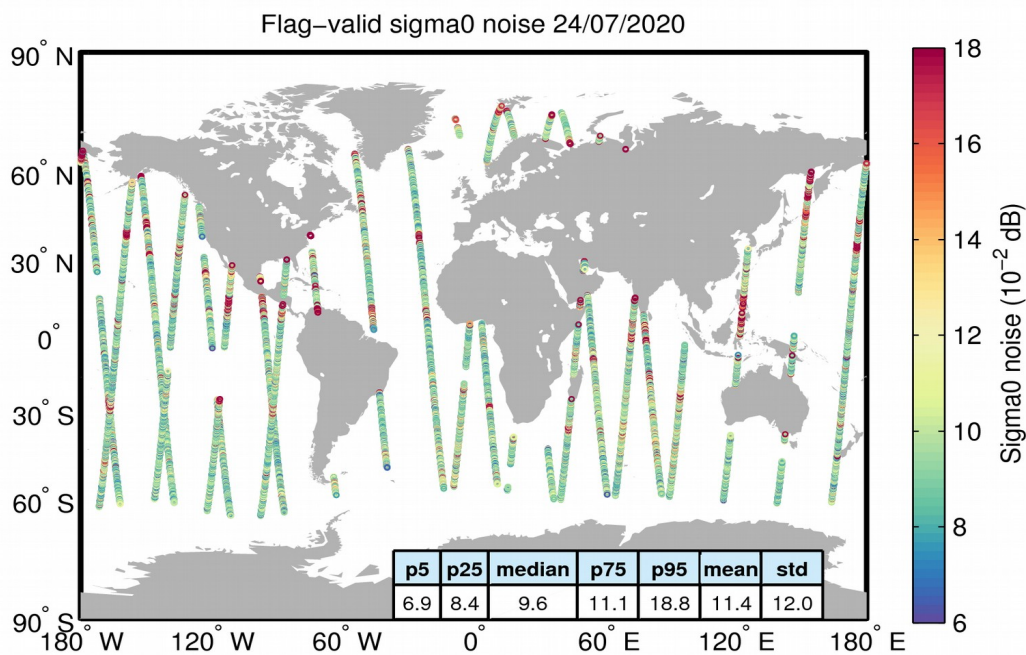 Flag−valid sigma0 noise 24/07/2020
90° N
60° N
30° N
0°
30° S
60° S
90° S
180° W
120° W
60° W
0°
60° E
120° E
180° E
p5 p25 median p75 p95 mean std
6.9 8.4 9.6 11.1 18.8 11.4 12.0
18
16
14
12
10
8
6
Sigma0 noise (10⁻² dB)